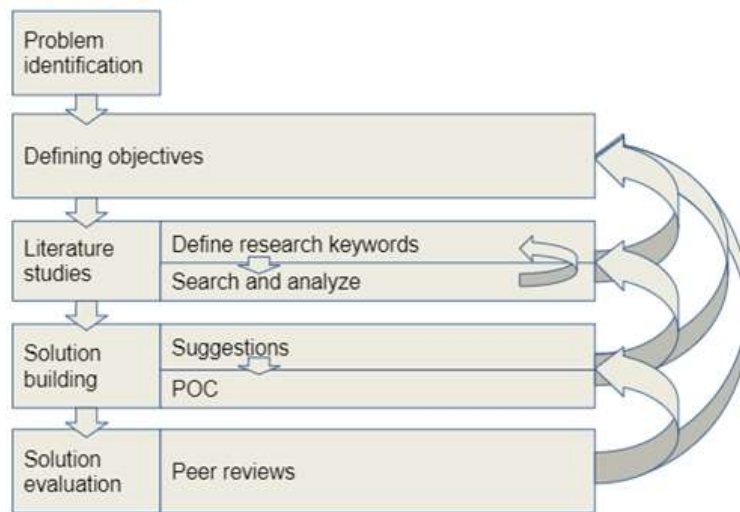 Problem
identification
Defining objectives
Literature
studies
Define research keywords
Search and analyze
Solution
building
Suggestions
POC
Solution
evaluation
Peer reviews